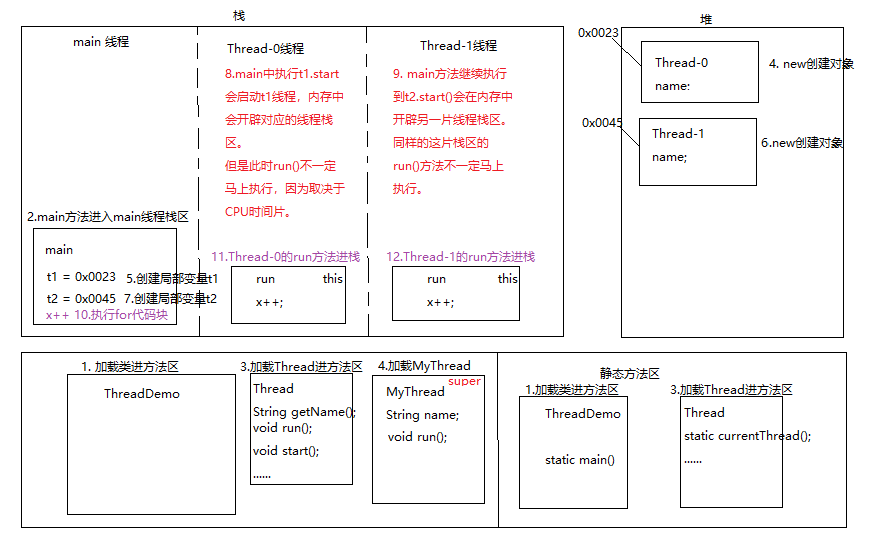 栈
main 线程
Thread-0线程
8.main中执行t1.start
会启动t1线程，内存中
会开辟对应的线程栈
区。
但是此时run()不一定
马上执行，因为取决于
CPU时间片。
Thread-1线程
9. main方法继续执行
到t2.start()会在内存中
开辟另一片线程栈区。
同样的这片栈区的
run()方法不一定马上
执行。
2.main方法进入main线程栈区
main
t1 = 0x0023 5.创建局部变量t1
t2 = 0x0045 7.创建局部变量t2
x++ 10.执行for代码块
11.Thread-0的run方法进栈
run this
x++;
12.Thread-1的run方法进栈
run this
x++;
堆
0x0023
Thread-0
name:
4. new创建对象
0x0045
Thread-1
name;
6.new创建对象
1. 加载类进方法区
ThreadDemo
3.加载Thread进方法区
Thread
String getName();
void run();
void start();
......
4.加载MyThread
super
MyThread
String name;
void run();
静态方法区
1.加载类进方法区
ThreadDemo
static main()
3.加载Thread进方法区
Thread
static currentThread();
......